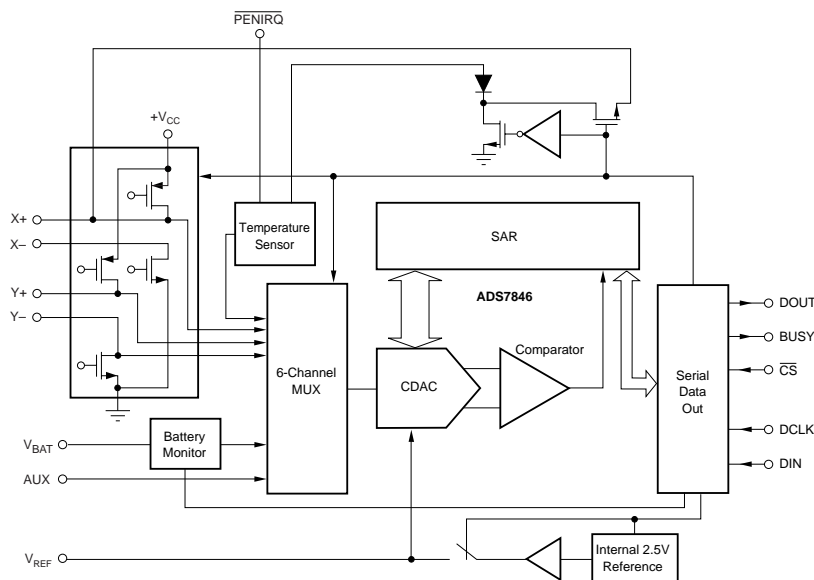 PENIRQ
+VCC
X+
X–
Y+
Y–
Temperature
Sensor
SAR
ADS7846
6-Channel
MUX
CDAC
Comparator
Serial
Data
Out
DOUT
BUSY
CS
DCLK
DIN
VBAT
Battery
Monitor
AUX
VREF
Internal 2.5V
Reference